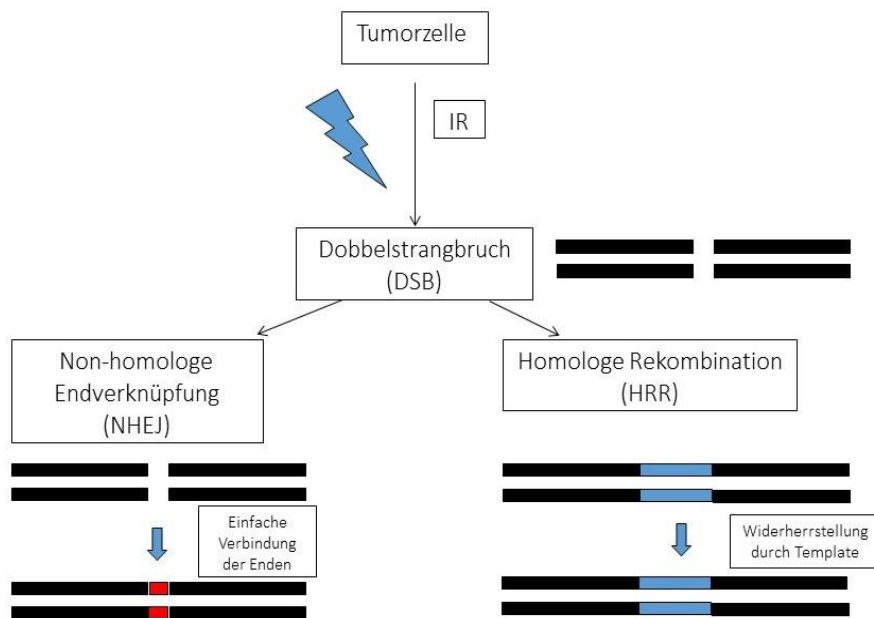 Tumorzelle
IR
Dobbelstrangbruch
(DSB)
Non-homologe
Endverknüpfung
(NHEJ)
Homologe Rekombination
(HRR)
Einfache
Verbindung
der Enden
Widerherrstellung
durch Template